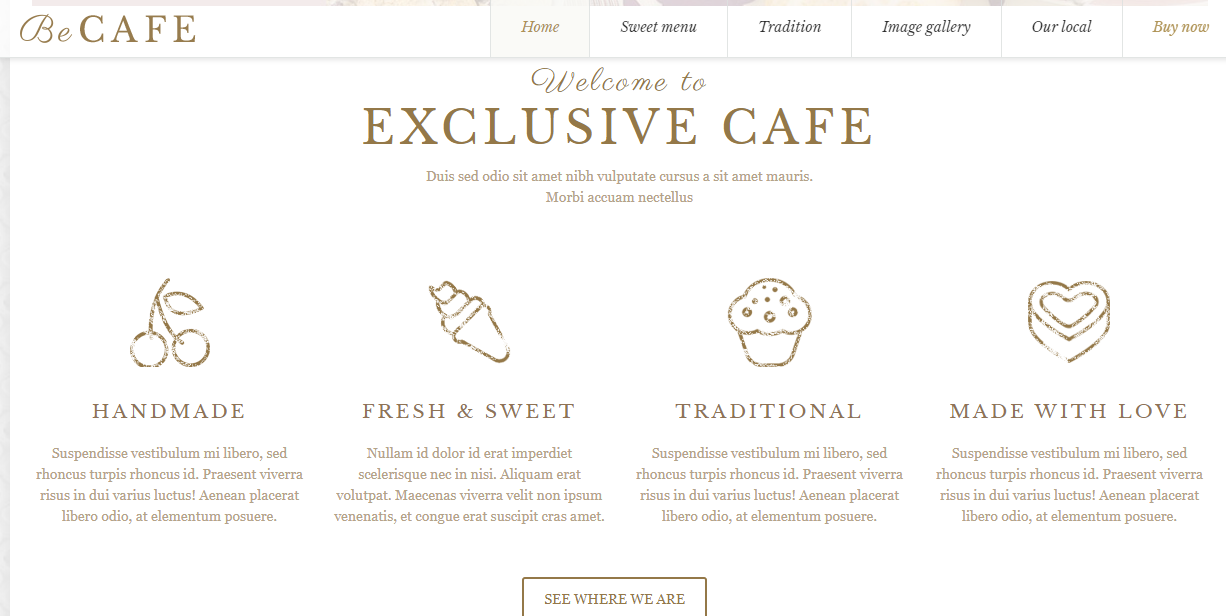 Be CAFE
Home Sweet menu Tradition Image gallery Our local Buy now
Welcome to
EXCLUSIVE CAFE
Duis sed odio sit amet nibh vulputate cursus a sit amet mauris.
Morbi accuam nectellus
HANDMADE
Suspendisse vestibulum mi libero, sed
rhoncus turpis rhoncus id. Praesent viverra
risus in dui varius luctus! Aenean placerat
libero odio, at elementum posuere.
FRESH & SWEET
Nullam id dolor id erat imperdiet
scelerisque nec in nisi. Aliquam erat
volutpat. Maecenas viverra velit non ipsum
venenatis, et congue erat suscipit cras amet.
TRADITIONAL
Suspendisse vestibulum mi libero, sed
rhoncus turpis rhoncus id. Praesent viverra
risus in dui varius luctus! Aenean placerat
libero odio, at elementum posuere.
MADE WITH LOVE
Suspendisse vestibulum mi libero, sed
rhoncus turpis rhoncus id. Praesent viverra
risus in dui varius luctus! Aenean placerat
libero odio, at elementum posuere.
SEE WHERE WE ARE